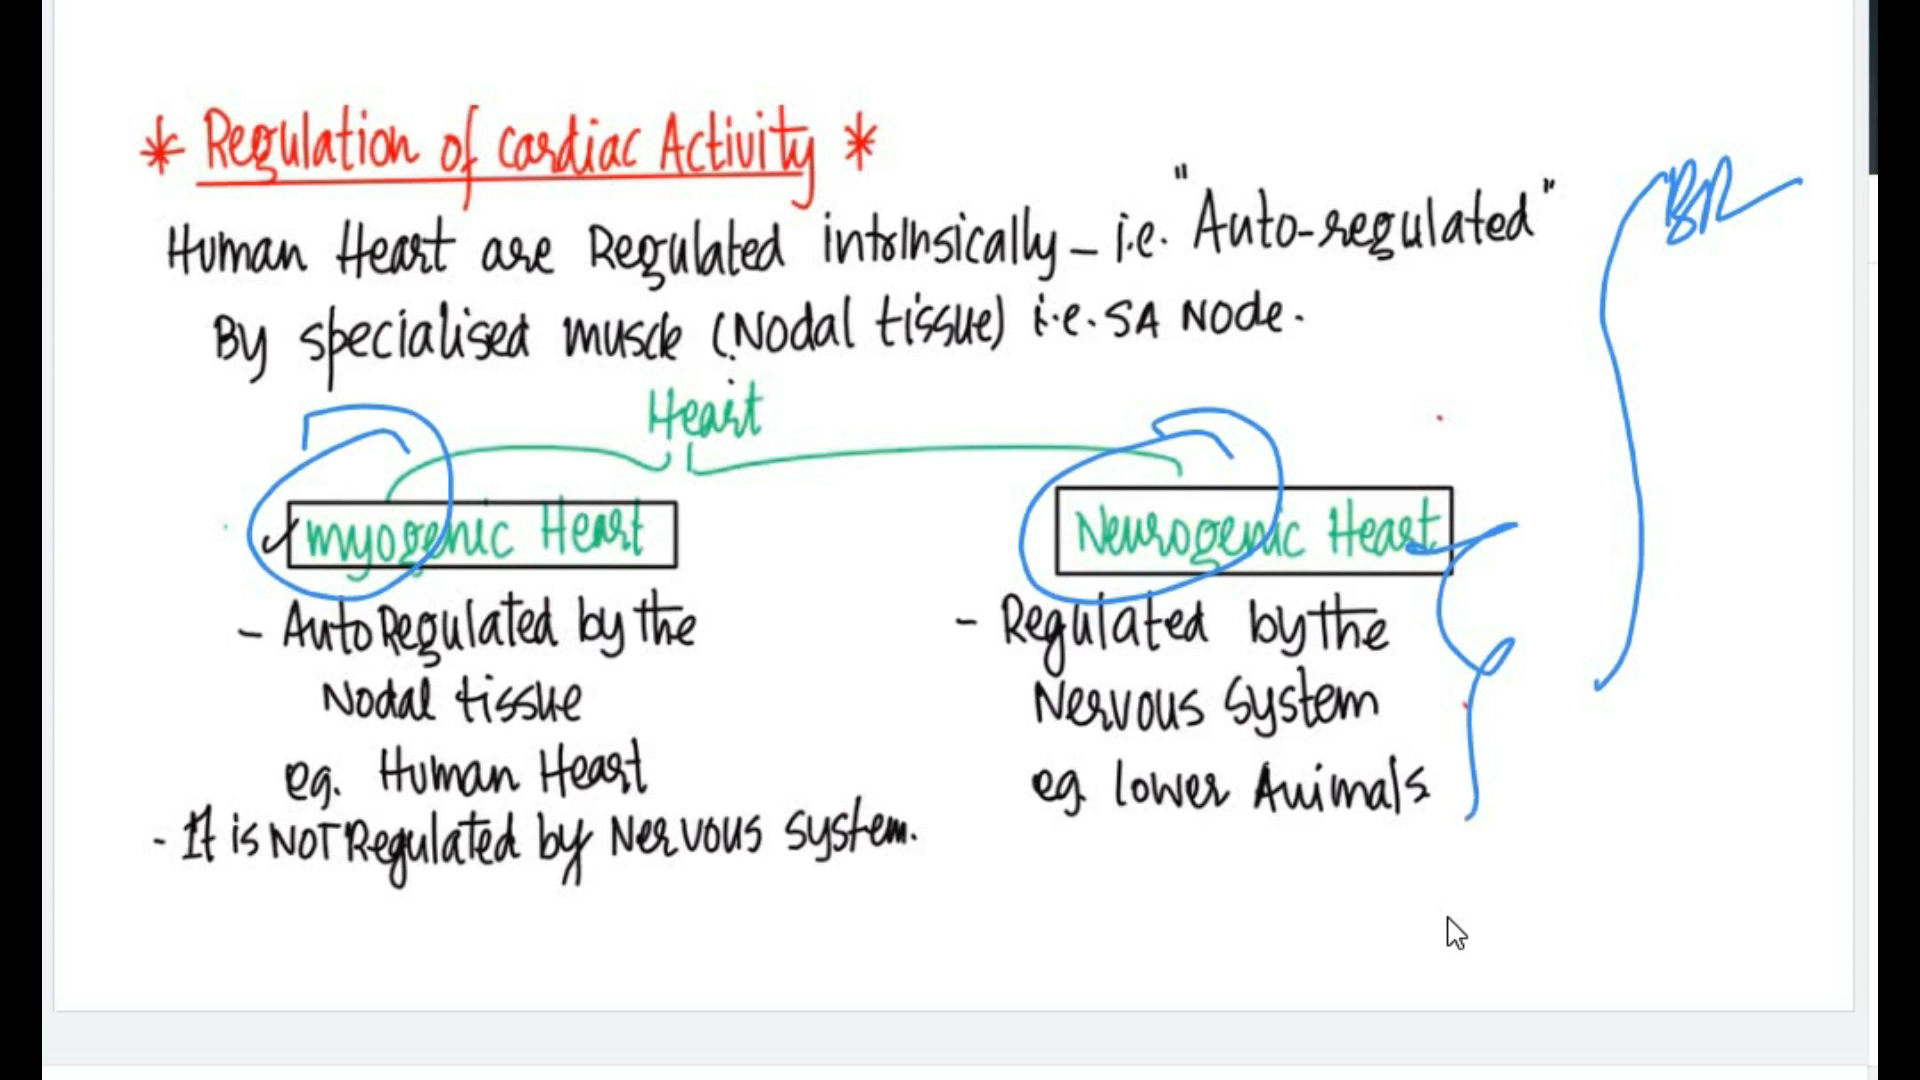 * Regulation of cardiac Activity *
Human Heart are Regulated intrinsically - i.e. "Auto-regulated"
By specialised muscle (Nodal tissue) i.e. SA Node.
Heart
myogenic Heart
- Auto Regulated by the
Nodal tissue
eg. Human Heart
- It is NOT Regulated by Nervous system.
Neurogenic Heart
- Regulated by the
Nervous system
eg. lower Animals